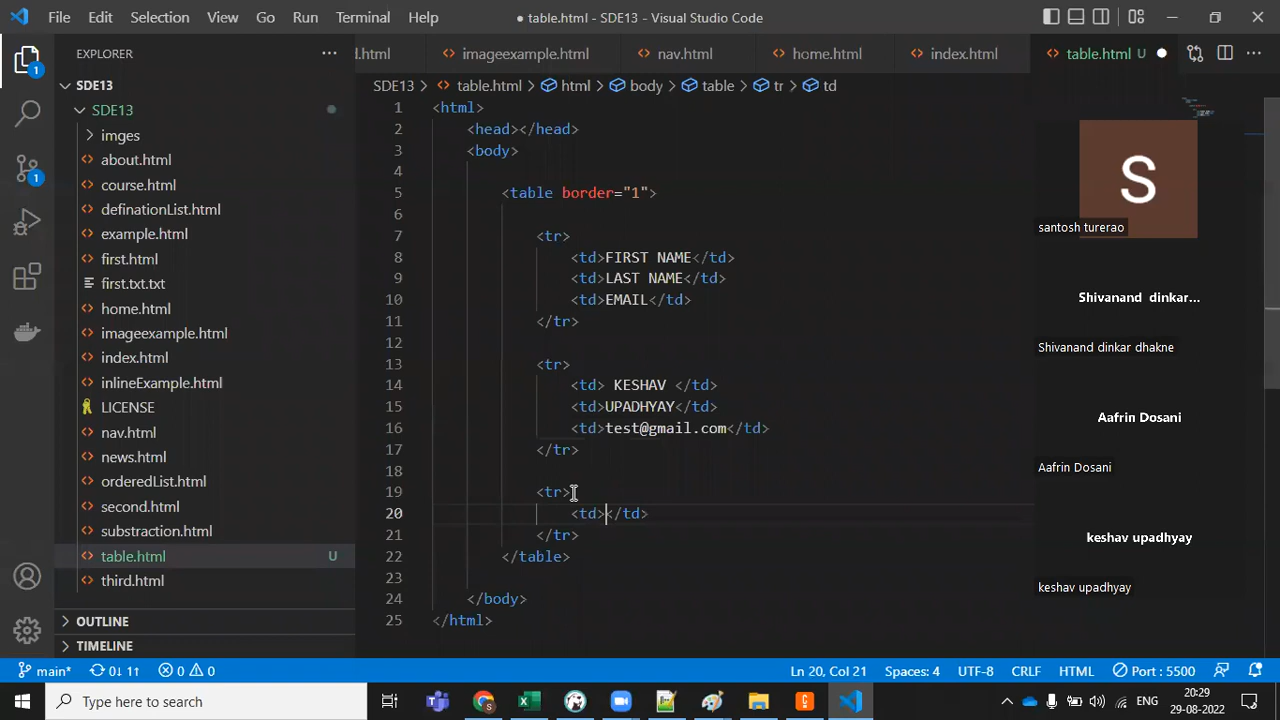 File Edit Selection View Go Run Terminal Help
● table.html - SDE13 - Visual Studio Code
EXPLORER
d.html imageexample.html nav.html home.html index.html table.html U
SDE13
SDE13
imges
about.html
course.html
definationList.html
example.html
first.html
first.txt.txt
home.html
imageexample.html
index.html
inlineExample.html
LICENSE
nav.html
news.html
orderedList.html
second.html
substraction.html
table.html U
third.html
OUTLINE
TIMELINE
1
1
SDE13 > table.html > html > body > table > tr > td
1 <html>
2 <head></head>
3 <body>
4
5 <table border="1">
6
7 <tr>
8 <td>FIRST NAME</td>
9 <td>LAST NAME</td>
10 <td>EMAIL</td>
11 </tr>
12
13 <tr>
14 <td> KESHAV </td>
15 <td>UPADHYAY</td>
16 <td>test@gmail.com</td>
17 </tr>
18
19 <tr>
20 <td></td>
21 </tr>
22 </table>
23
24 </body>
25 </html>
S
santosh turerao
Shivanand dinkar...
Shivanand dinkar dhakne
Aafrin Dosani
Aafrin Dosani
keshav upadhyay
keshav upadhyay
main* 0↓ 1↑ 0 0 Ln 20, Col 21 Spaces: 4 UTF-8 CRLF HTML Port : 5500
Type here to search
ENG
20:29
29-08-2022